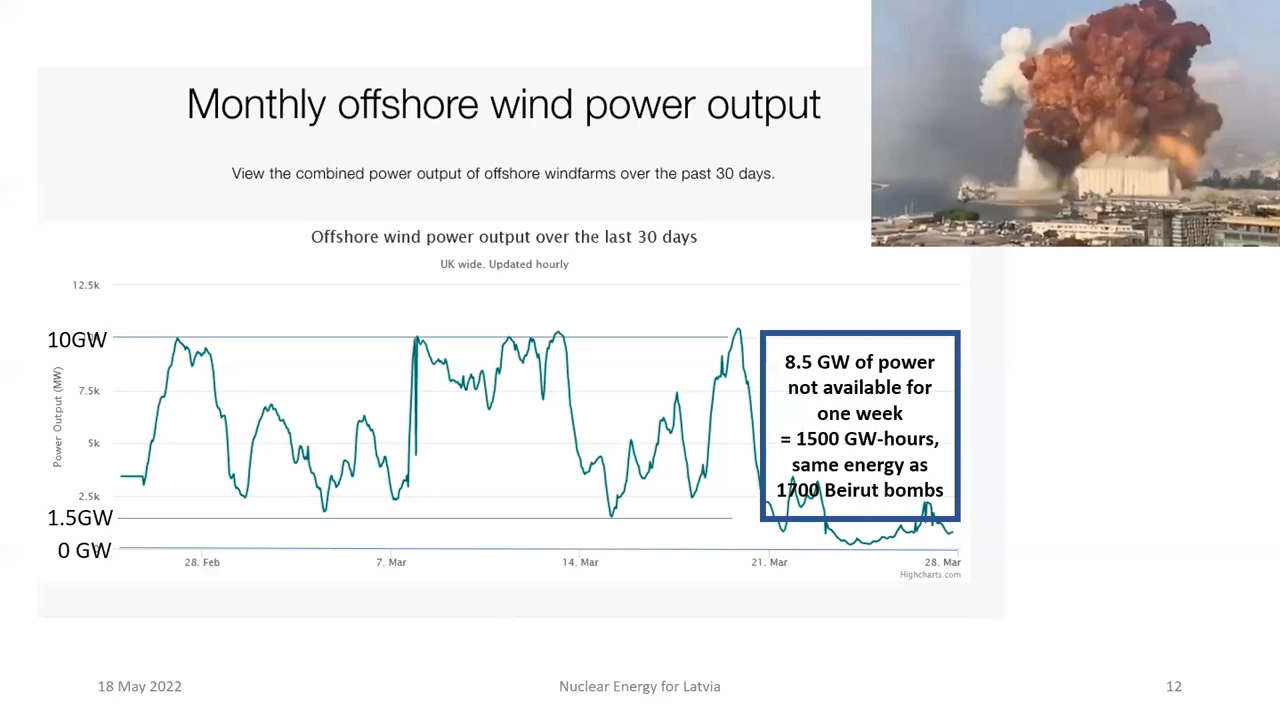 Monthly offshore wind power output
View the combined power output of offshore windfarms over the past 30 days.
Offshore wind power output over the last 30 days
UK wide. Updated hourly
12.5k
10GW
7.5k
5k
2.5k
1.5GW
0 GW
Power Output (MW)
8.5 GW of power
not available for
one week
= 1500 GW-hours,
same energy as
1700 Beirut bombs
28. Feb
7. Mar
14. Mar
21. Mar
28. Mar
Highcharts.com
18 May 2022
Nuclear Energy for Latvia
12